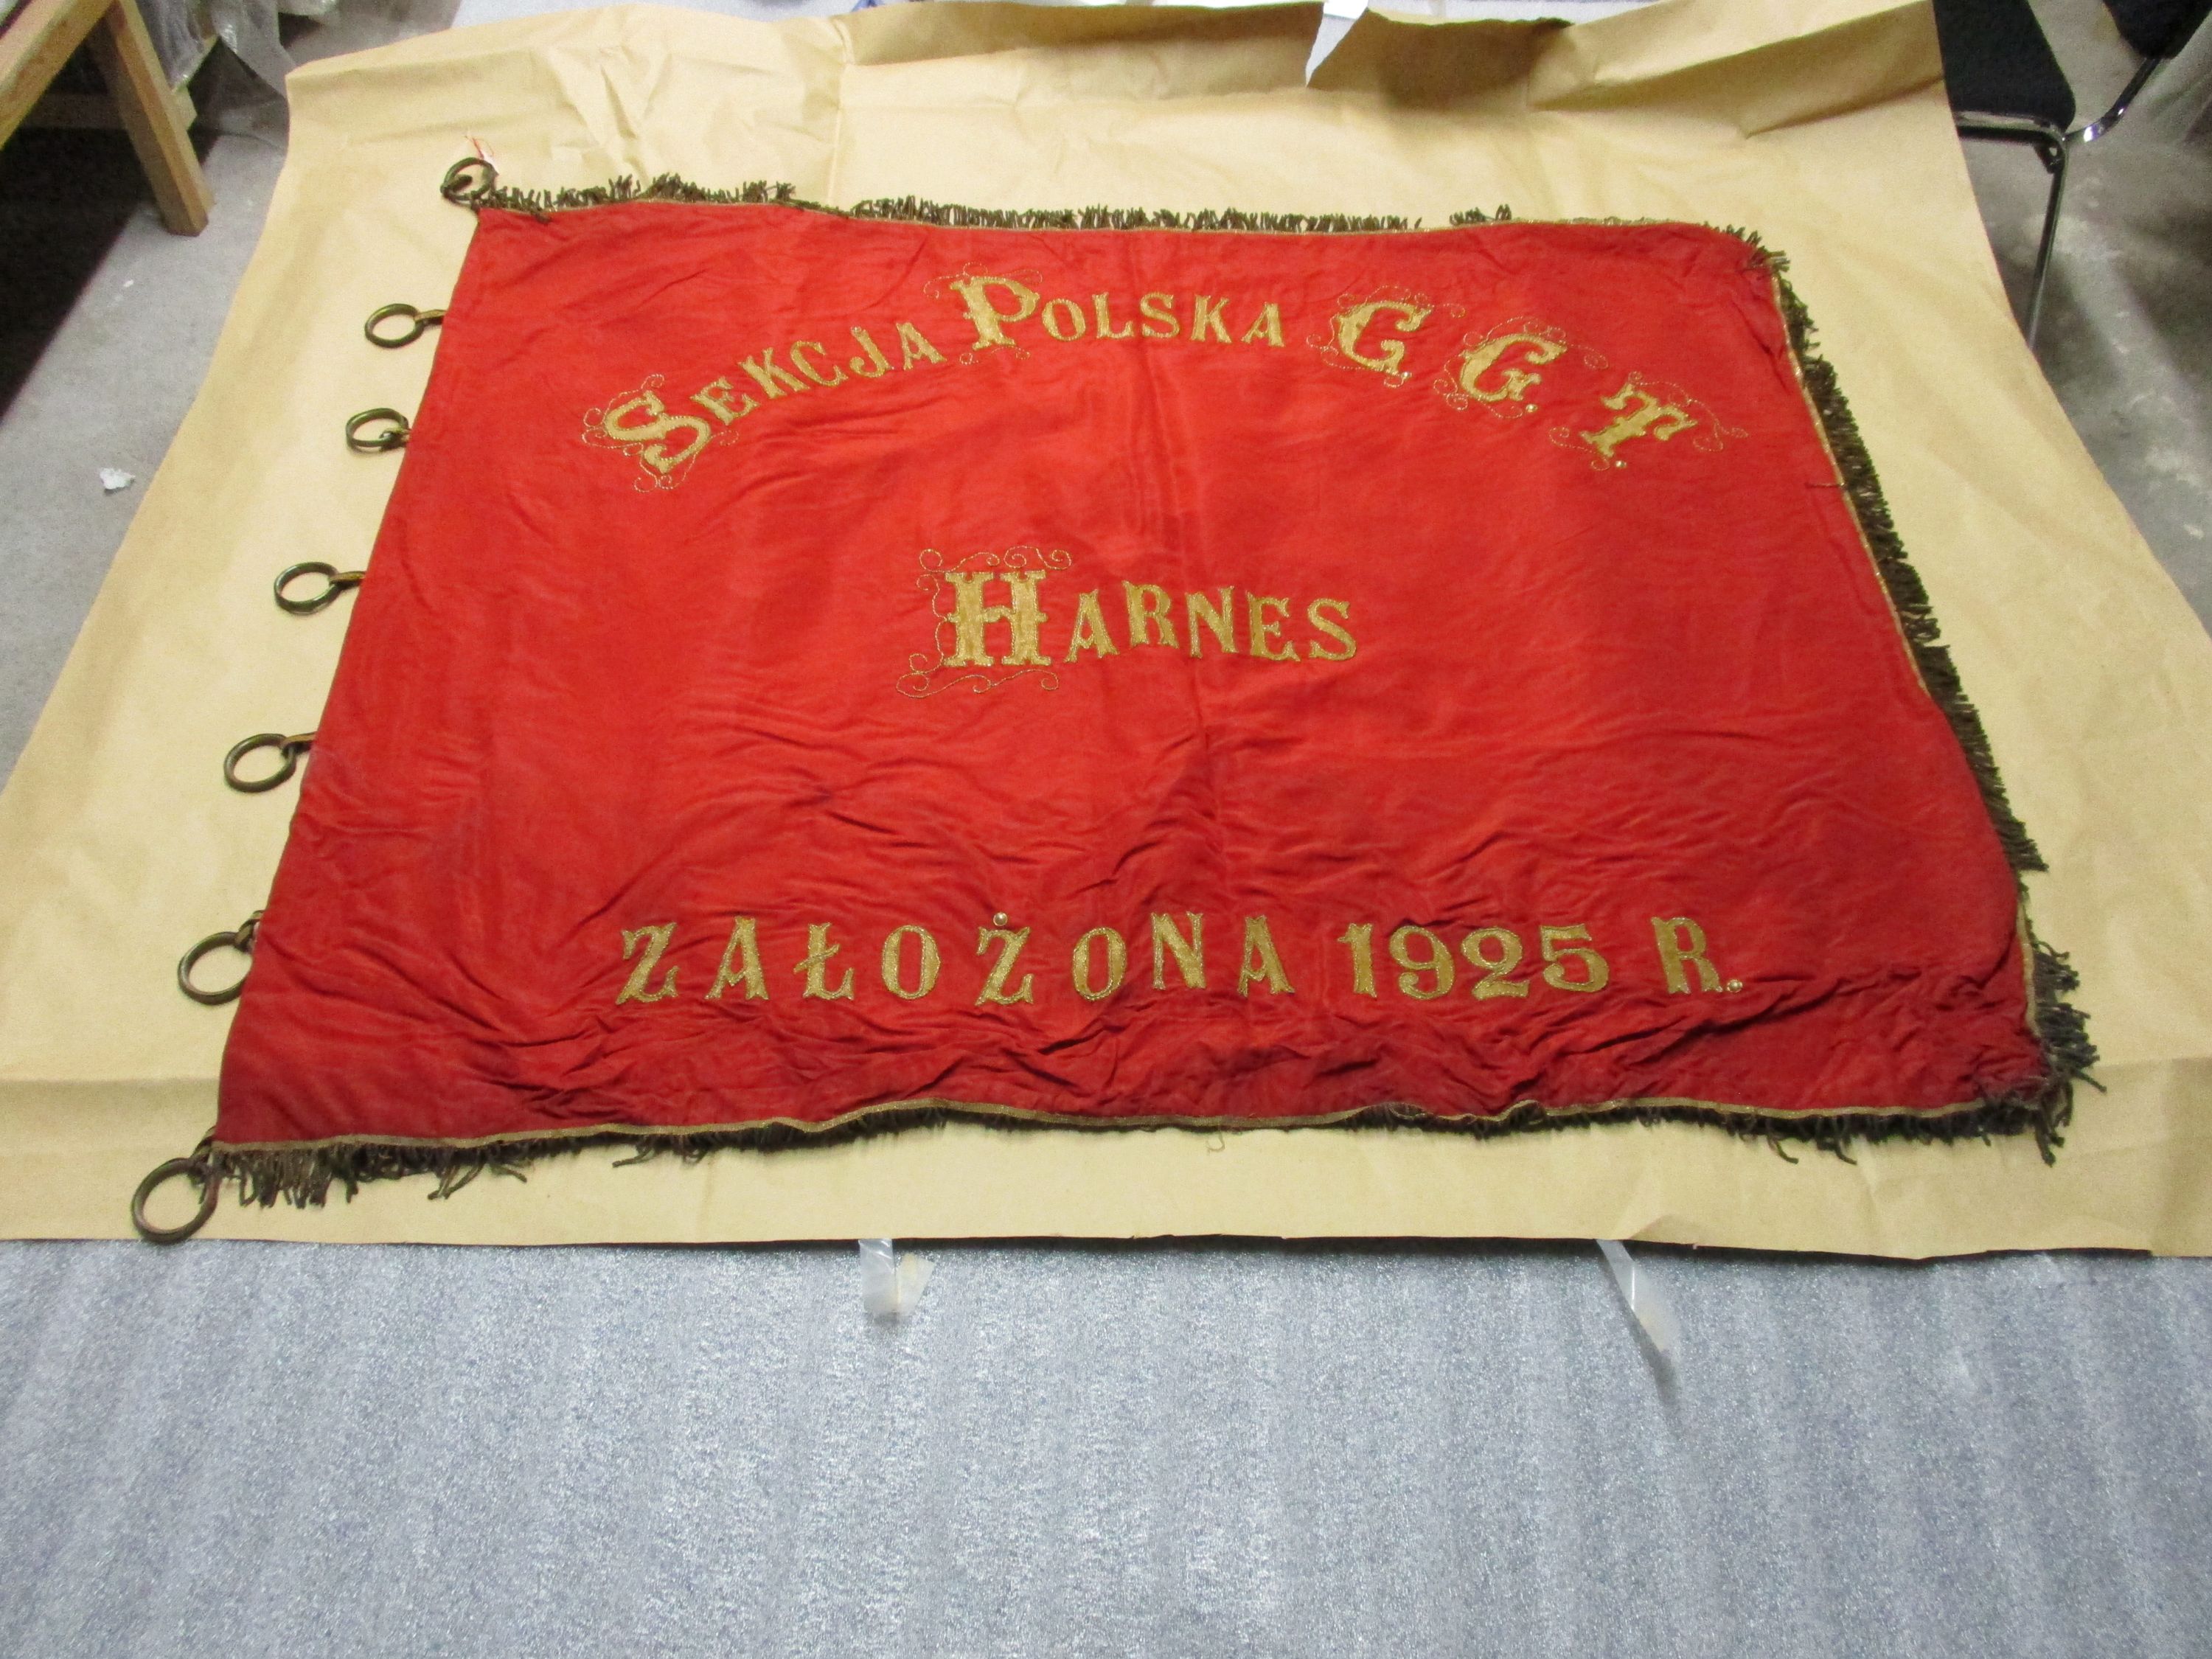 SEKCJA POLSKA C. G. T.
HARNES
ZAŁOŻONA 1925 R.